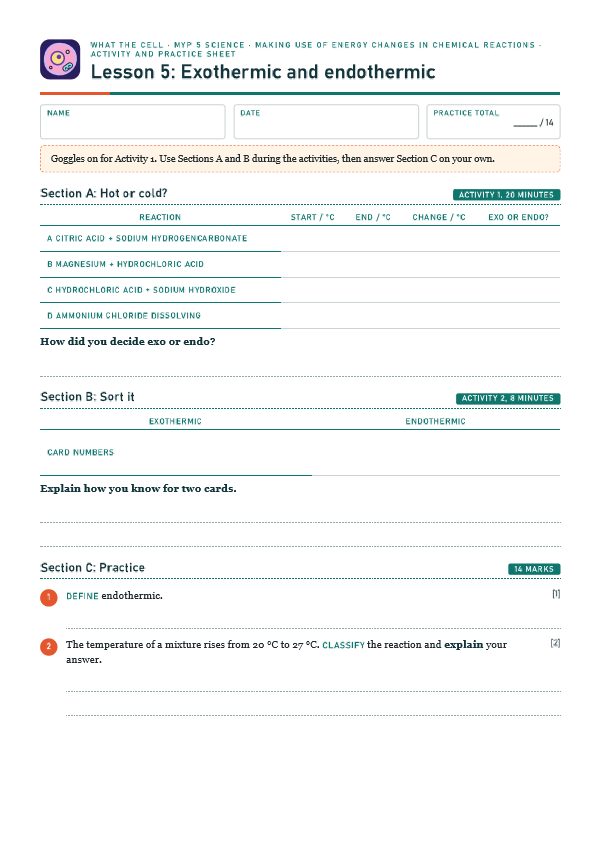 WHAT THE CELL · MYP 5 SCIENCE · MAKING USE OF ENERGY CHANGES IN CHEMICAL REACTIONS ·
ACTIVITY AND PRACTICE SHEET
Lesson 5: Exothermic and endothermic
NAME
DATE
PRACTICE TOTAL
_____ / 14
Goggles on for Activity 1. Use Sections A and B during the activities, then answer Section C on your own.
Section A: Hot or cold?
ACTIVITY 1, 20 MINUTES
REACTION START / °C END / °C CHANGE / °C EXO OR ENDO?
A CITRIC ACID + SODIUM HYDROGENCARBONATE
B MAGNESIUM + HYDROCHLORIC ACID
C HYDROCHLORIC ACID + SODIUM HYDROXIDE
D AMMONIUM CHLORIDE DISSOLVING
How did you decide exo or endo?
Section B: Sort it
ACTIVITY 2, 8 MINUTES
EXOTHERMIC ENDOTHERMIC
CARD NUMBERS
Explain how you know for two cards.
Section C: Practice
14 MARKS
1 DEFINE endothermic. [1]
2 The temperature of a mixture rises from 20 °C to 27 °C. CLASSIFY the reaction and explain your [2]
answer.